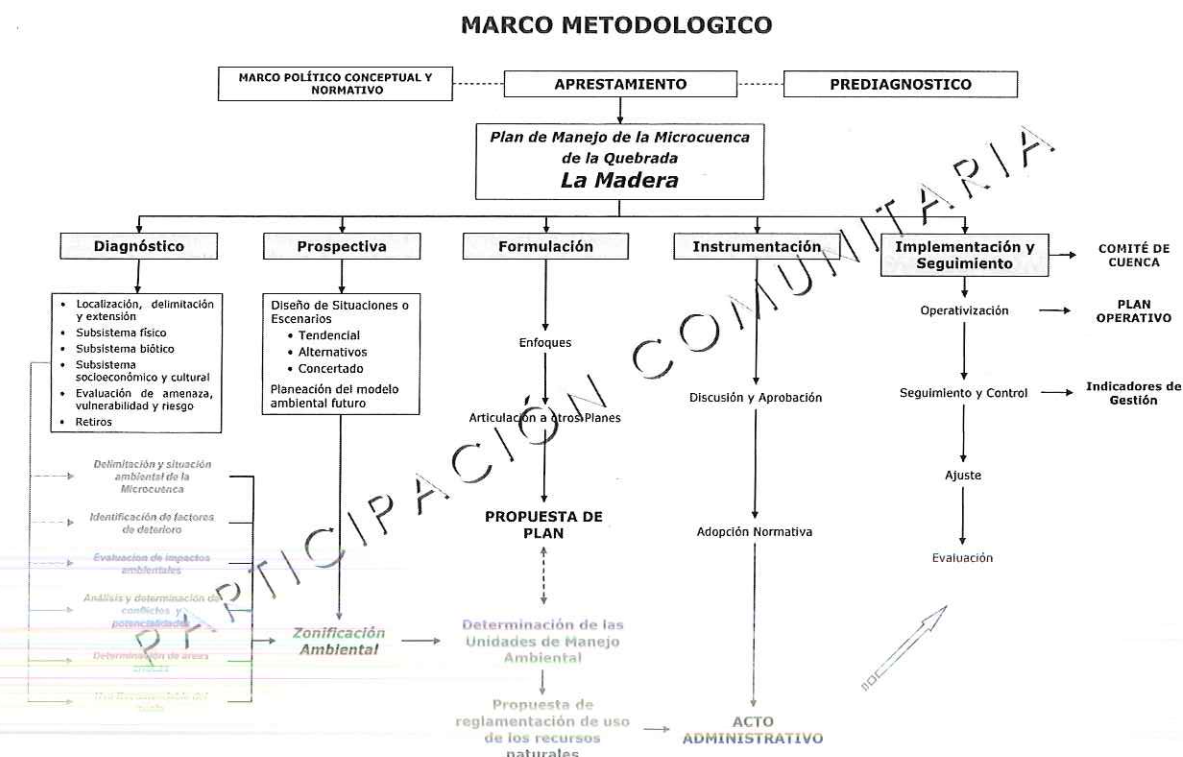 MARCO METODOLOGICO
MARCO POLÍTICO CONCEPTUAL Y
NORMATIVO
APRESTAMIENTO
PREDIAGNOSTICO
Plan de Manejo de la Microcuenca
de la Quebrada
La Madera
Diagnóstico
Prospectiva
Formulación
Instrumentación
Implementación y
Seguimiento
COMITÉ DE
CUENCA
• Localización, delimitación
y extensión
• Subsistema físico
• Subsistema biótico
• Subsistema
socioeconómico y cultural
• Evaluación de amenaza,
vulnerabilidad y riesgo
• Retiros
Diseño de Situaciones o
Escenarios
• Tendencial
• Alternativos
• Concertado
Planeación del modelo
ambiental futuro
Enfoques
Articulación a otros Planes
PROPUESTA DE
PLAN
Discusión y Aprobación
Adopción Normativa
Operativización
PLAN
OPERATIVO
Seguimiento y Control
Indicadores de
Gestión
Ajuste
Evaluación
Delimitación y situación
ambiental de la
Microcuenca
Identificación de factores
de deterioro
Evaluación de impactos
ambientales
Análisis y determinación de
conflictos y
potencialidades
Determinación de áreas
Zonificación
Ambiental
Determinación de las
Unidades de Manejo
Ambiental
Propuesta de
reglamentación de uso
de los recursos
naturales
ACTO
ADMINISTRATIVO
PARTICIPACIÓN COMUNITARIA